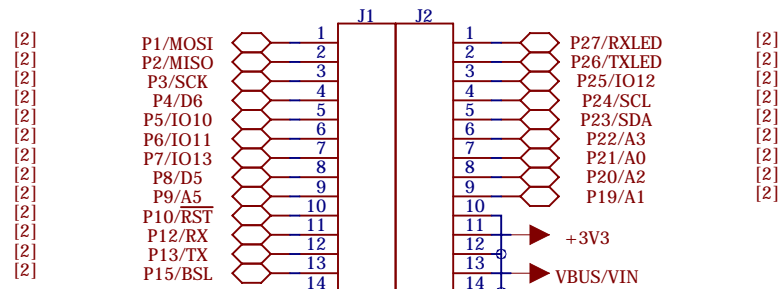 J1 J2
[2] P1/MOSI 1 1 P27/RXLED [2]
[2] P2/MISO 2 2 P26/TXLED [2]
[2] P3/SCK 3 3 P25/IO12 [2]
[2] P4/D6 4 4 P24/SCL [2]
[2] P5/IO10 5 5 P23/SDA [2]
[2] P6/IO11 6 6 P22/A3 [2]
[2] P7/IO13 7 7 P21/A0 [2]
[2] P8/D5 8 8 P20/A2 [2]
[2] P9/A5 9 9 P19/A1 [2]
[2] P10/RST 10 10
[2] P12/RX 11 11 +3V3
[2] P13/TX 12 12
[2] P15/BSL 13 13 VBUS/VIN
14 14